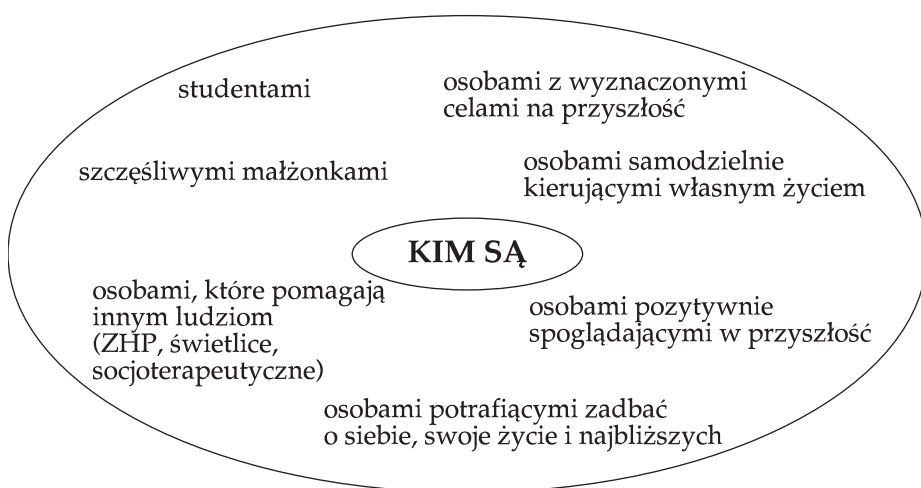 studentami
osobami z wyznaczonymi
celami na przyszłość
szczęśliwymi małżonkami
osobami samodzielnie
kierującymi własnym życiem
KIM SĄ
osobami, które pomagają
innym ludziom
(ZHP, świetlice,
socjoterapeutyczne)
osobami pozytywnie
spoglądającymi w przyszłość
osobami potrafiącymi zadbać
o siebie, swoje życie i najbliższych